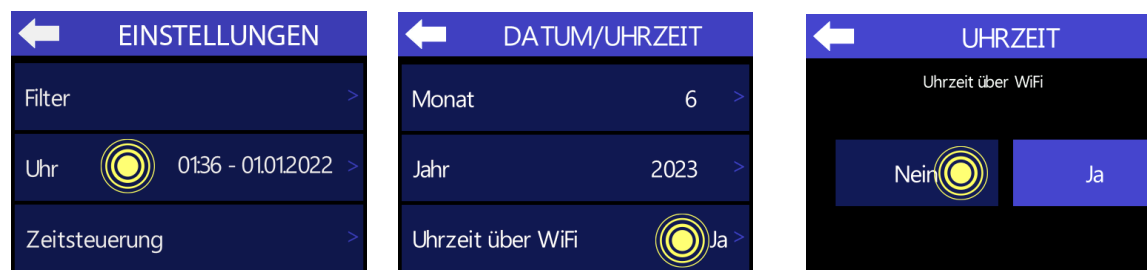 EINSTELLUNGEN
Filter >
Uhr 01:36 - 01.01.2022 >
Zeitsteuerung >
DATUM/UHRZEIT
Monat 6 >
Jahr 2023 >
Uhrzeit über WiFi Ja >
UHRZEIT
Uhrzeit über WiFi
Nein Ja